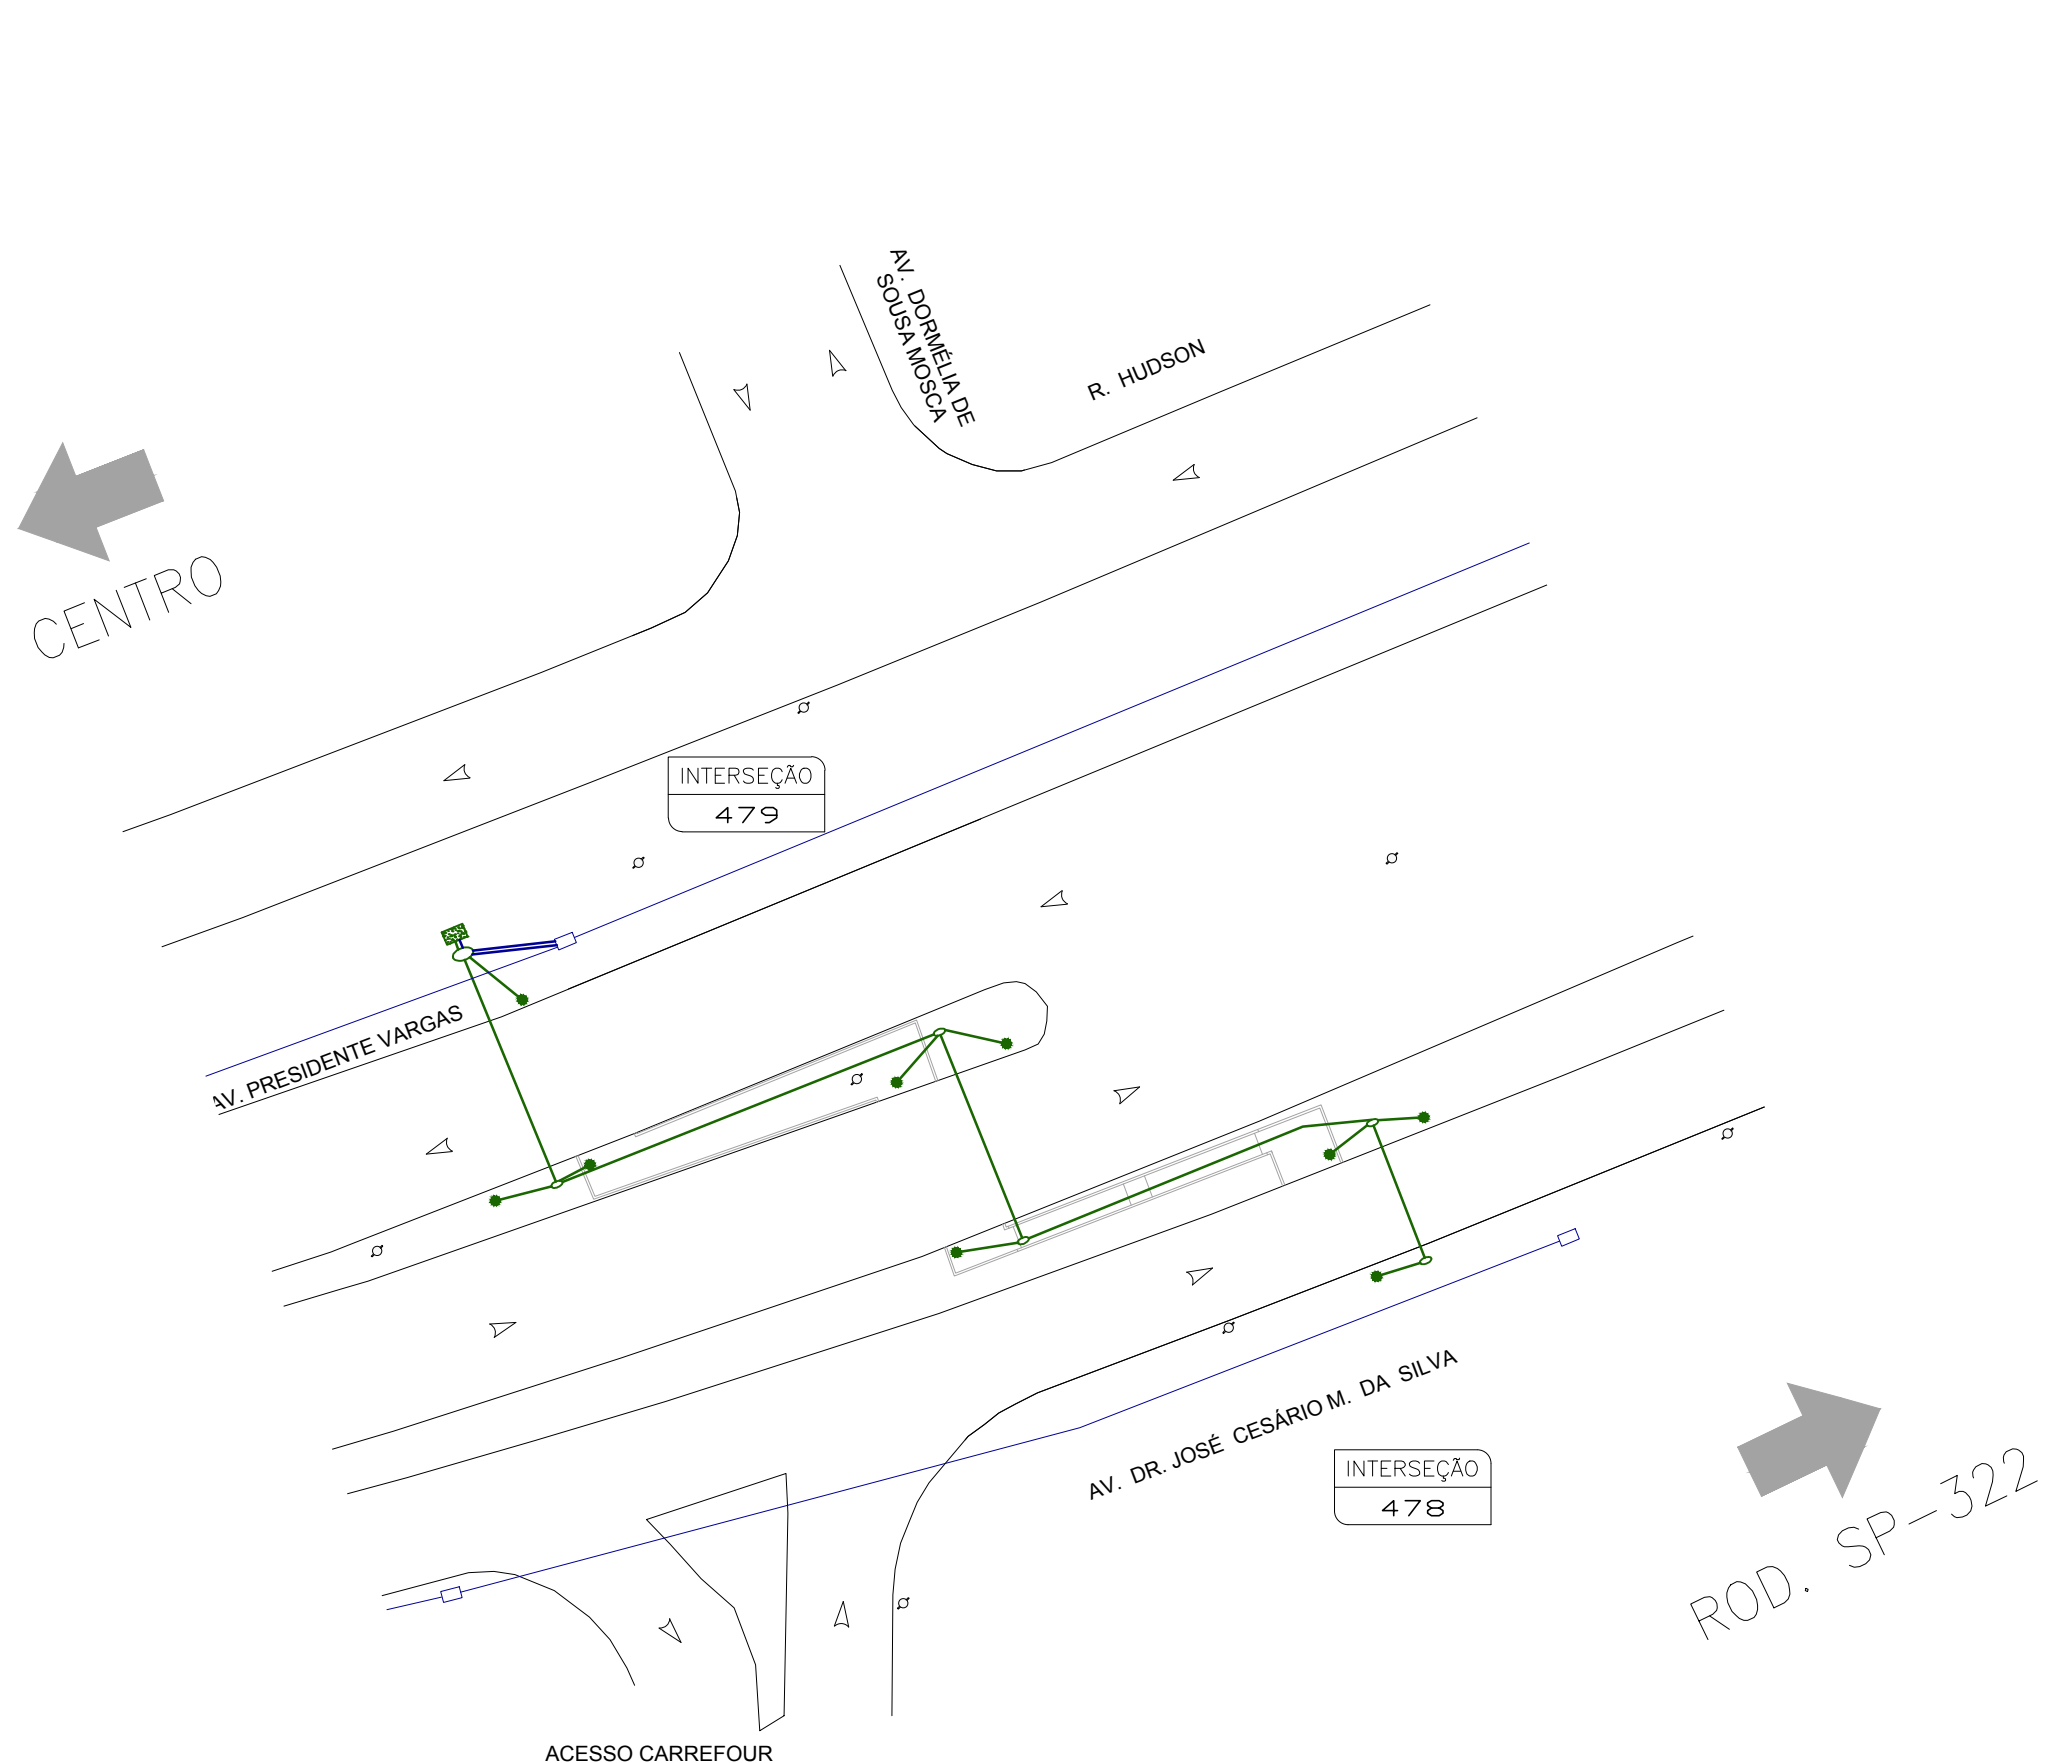 AV. DORMÉLIA DE
SOUSA MOSCA
R. HUDSON
CENTRO
INTERSEÇÃO
479
AV. PRESIDENTE VARGAS
AV. DR. JOSÉ CESÁRIO M. DA SILVA
INTERSEÇÃO
478
ROD. SP-322
ACESSO CARREFOUR